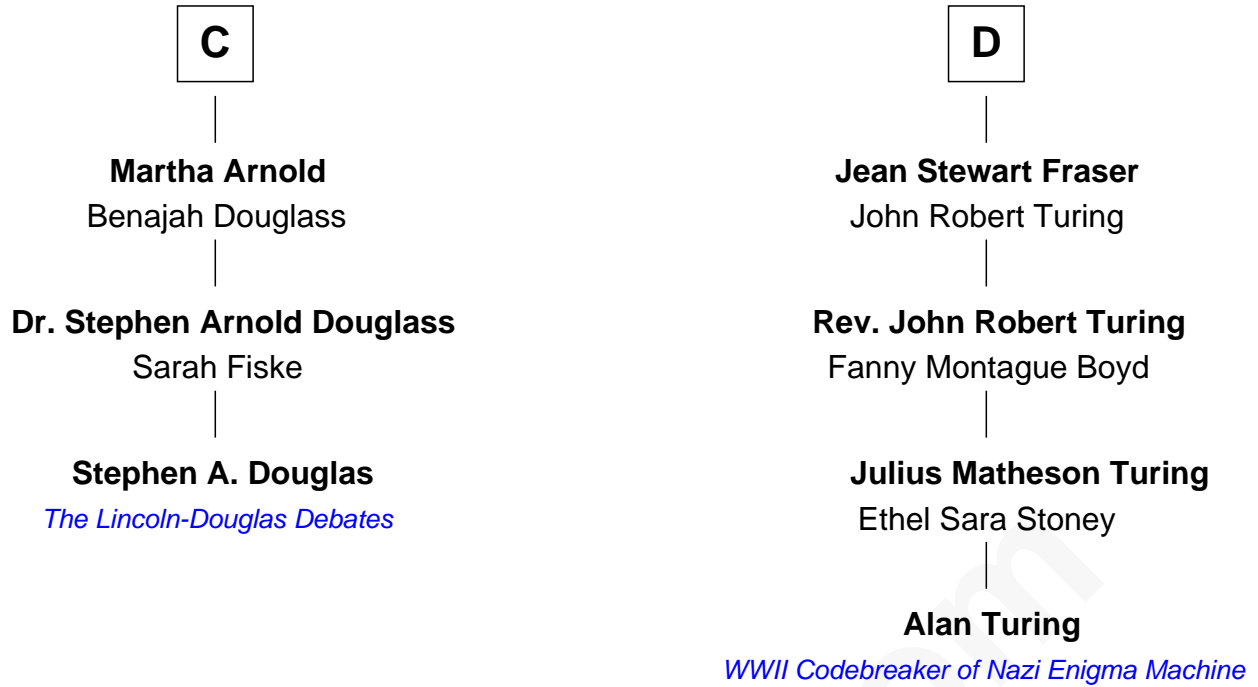 C
Martha Arnold
Benajah Douglass
Dr. Stephen Arnold Douglass
Sarah Fiske
Stephen A. Douglas
The Lincoln-Douglas Debates
D
Jean Stewart Fraser
John Robert Turing
Rev. John Robert Turing
Fanny Montague Boyd
Julius Matheson Turing
Ethel Sara Stoney
Alan Turing
WWII Codebreaker of Nazi Enigma Machine